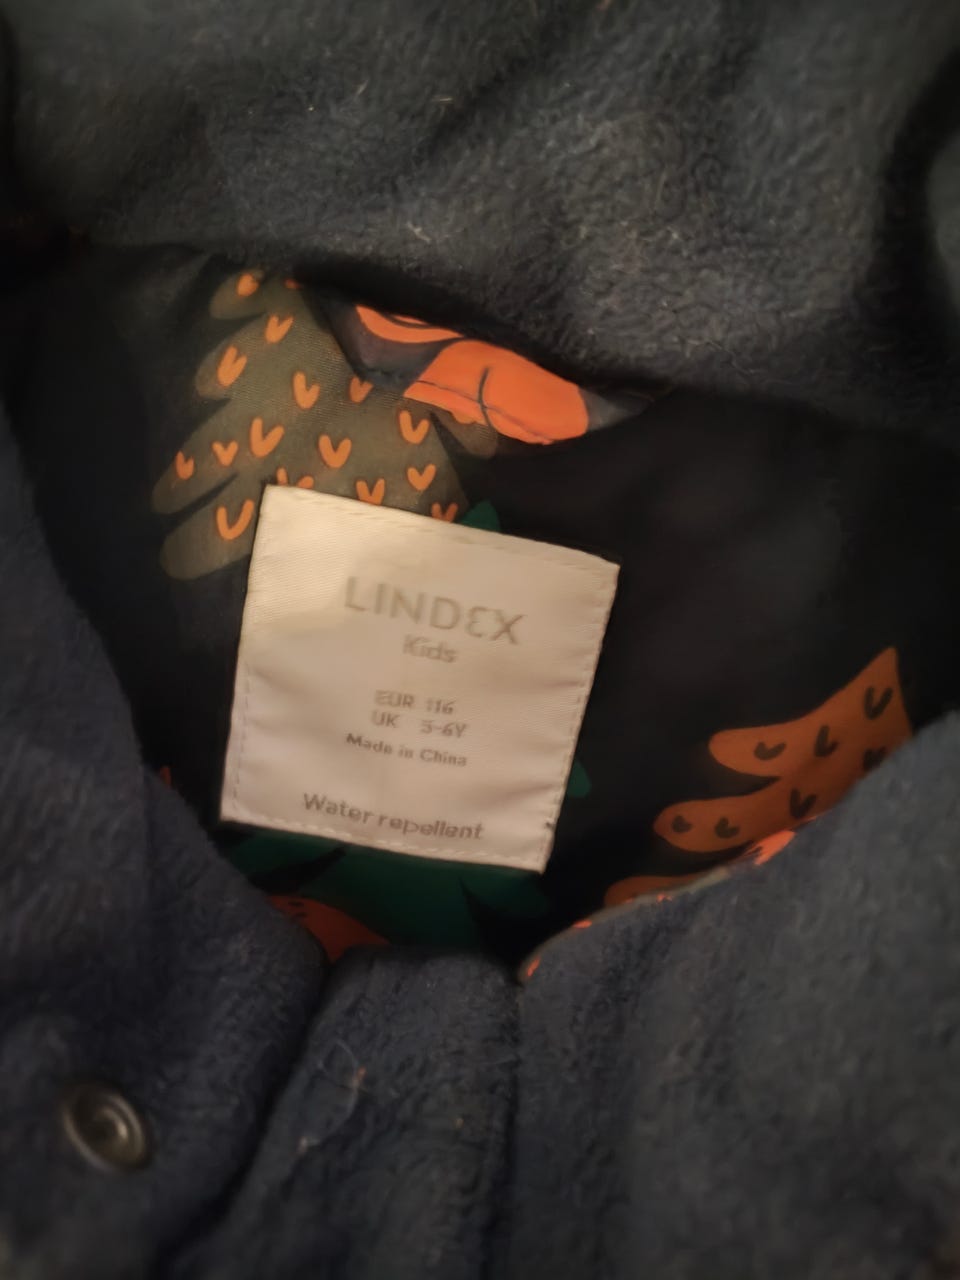 LINDEX
Kids
EUR 116
UK 5-6Y
Made in China
Water repellent